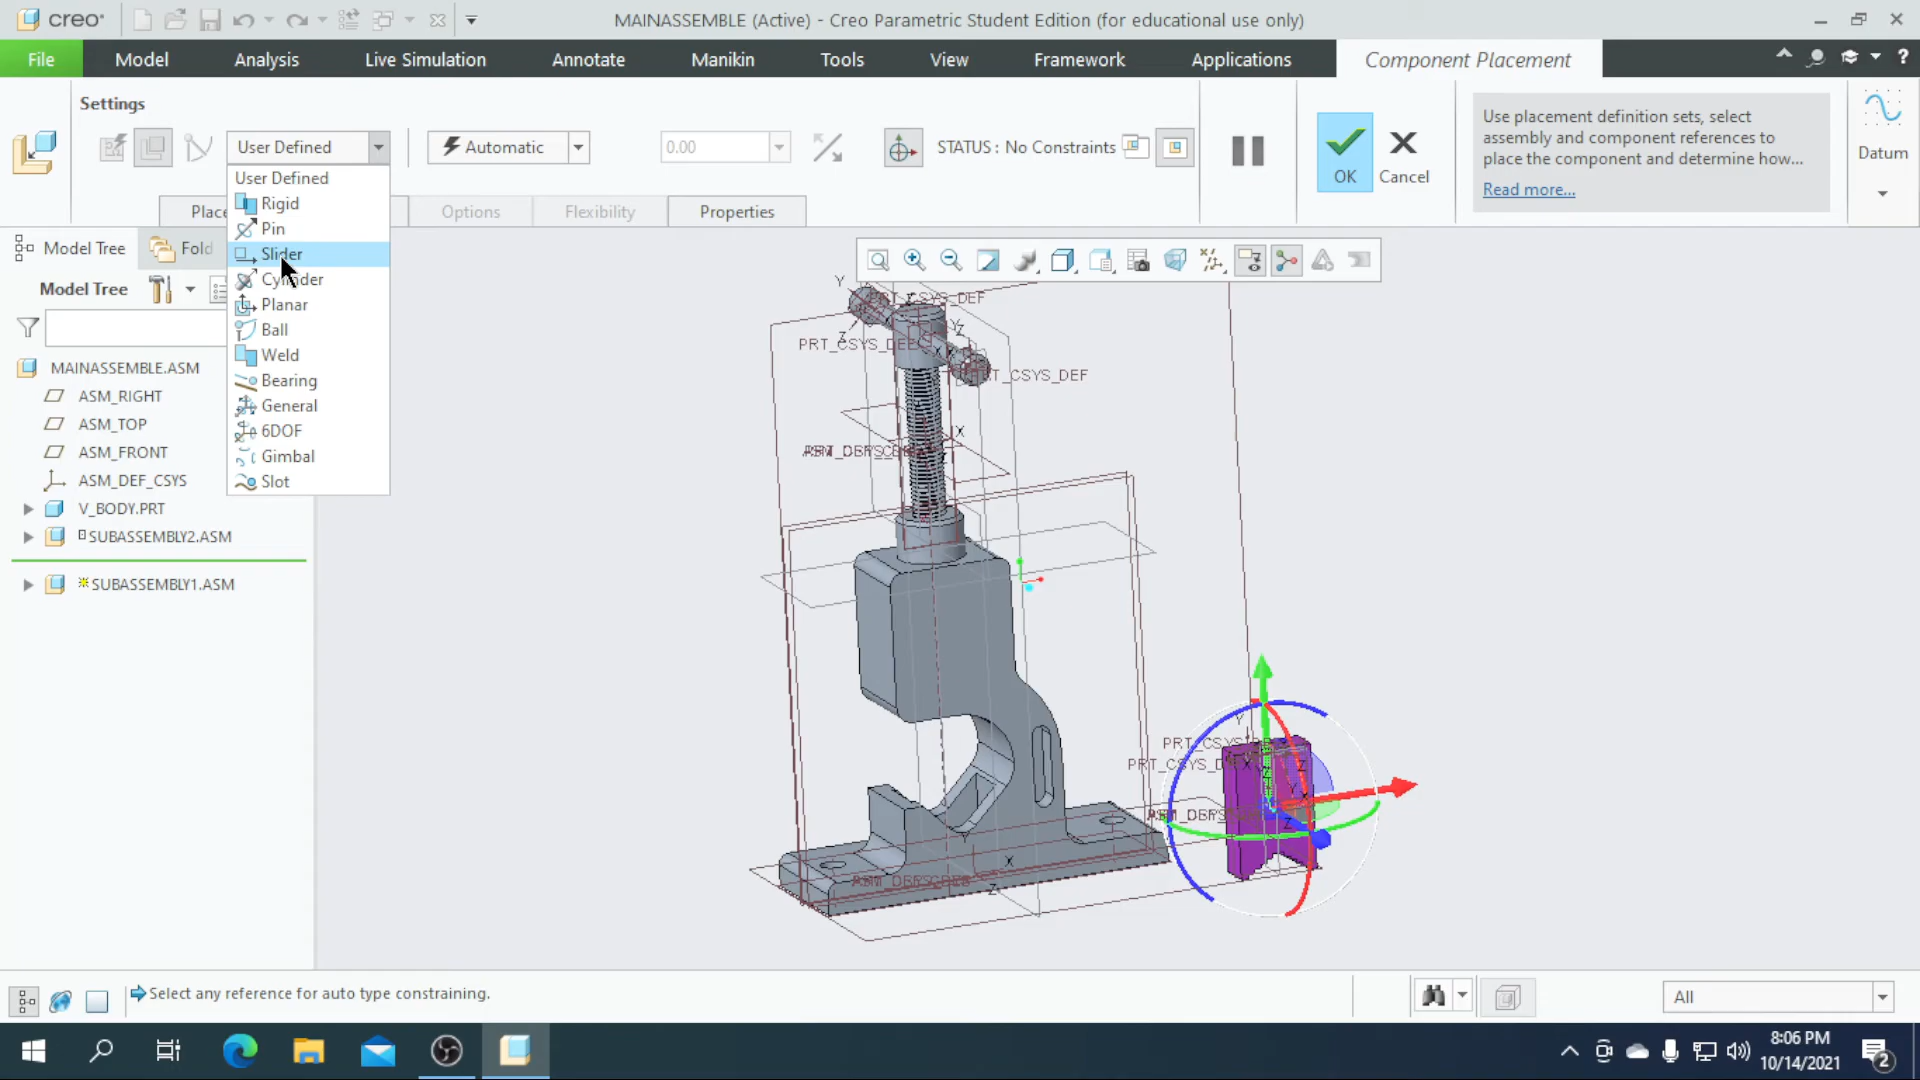 creo
MAINASSEMBLE (Active) - Creo Parametric Student Edition (for educational use only)
File Model Analysis Live Simulation Annotate Manikin Tools View Framework Applications Component Placement
Settings
User Defined
Automatic
0.00
STATUS : No Constraints
OK
Cancel
Use placement definition sets, select
assembly and component references to
place the component and determine how...
Read more...
Datum
Options Flexibility Properties
User Defined
Rigid
Pin
Slider
Cylinder
Planar
Ball
Weld
Bearing
General
6DOF
Gimbal
Slot
Model Tree
Model Tree
MAINASSEMBLE.ASM
ASM_RIGHT
ASM_TOP
ASM_FRONT
ASM_DEF_CSYS
V_BODY.PRT
SUBASSEMBLY2.ASM
SUBASSEMBLY1.ASM
Select any reference for auto type constraining.
All
8:06 PM
10/14/2021
2